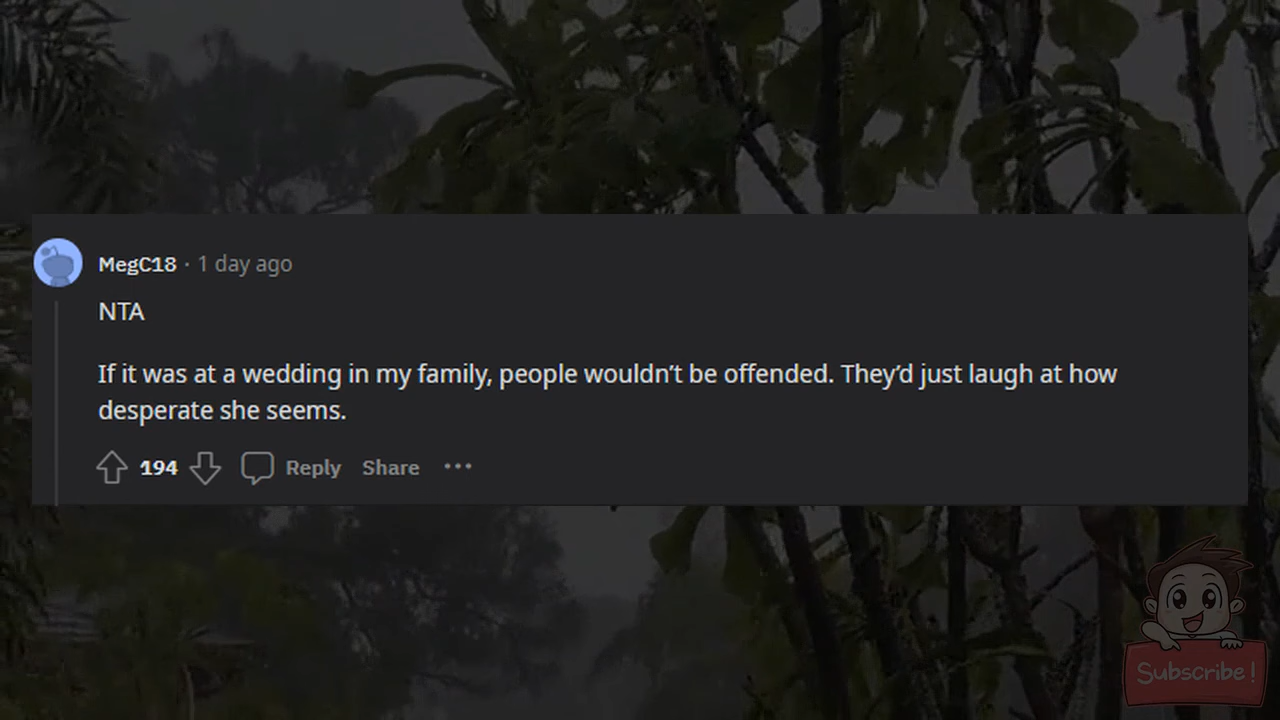 MegC18 · 1 day ago
NTA
If it was at a wedding in my family, people wouldn’t be offended. They’d just laugh at how
desperate she seems.
194 Reply Share ···
Subscribe!